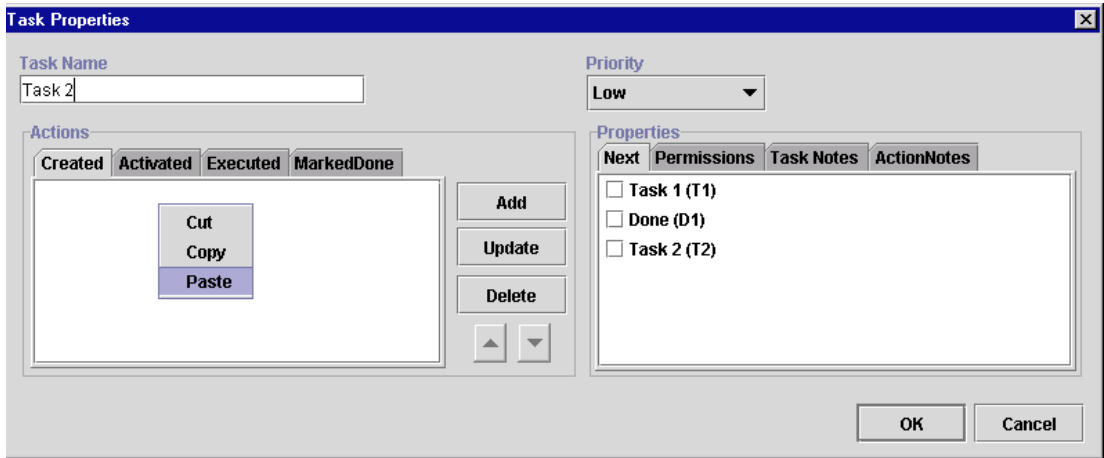 Task Properties
Task Name
Task 2
Priority
Low
Actions
Created Activated Executed MarkedDone
Cut
Copy
Paste
Add
Update
Delete
Properties
Next Permissions Task Notes ActionNotes
Task 1 (T1)
Done (D1)
Task 2 (T2)
OK Cancel